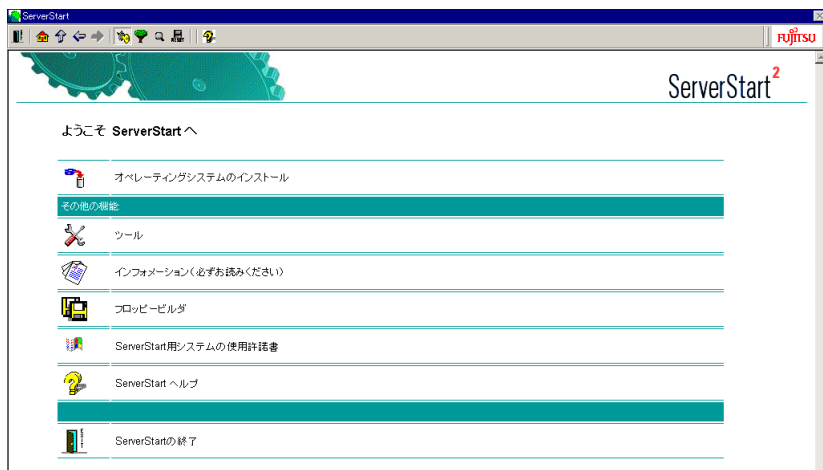 ServerStart
FUJITSU
ServerStart2
ようこそ ServerStart へ
オペレーティングシステムのインストール
その他の機能
ツール
インフォメーション(必ずお読みください)
フロッピービルダ
ServerStart用システムの使用許諾書
ServerStart ヘルプ
EXIT
ServerStartの終了